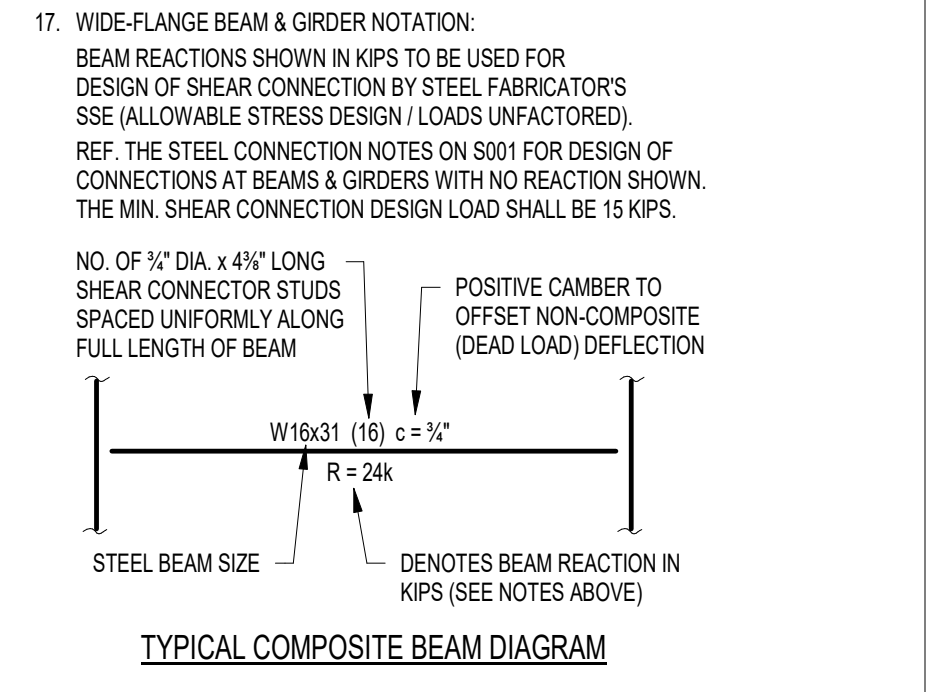 17. WIDE-FLANGE BEAM & GIRDER NOTATION:
BEAM REACTIONS SHOWN IN KIPS TO BE USED FOR
DESIGN OF SHEAR CONNECTION BY STEEL FABRICATOR'S
SSE (ALLOWABLE STRESS DESIGN / LOADS UNFACTORED).
REF. THE STEEL CONNECTION NOTES ON S001 FOR DESIGN OF
CONNECTIONS AT BEAMS & GIRDERS WITH NO REACTION SHOWN.
THE MIN. SHEAR CONNECTION DESIGN LOAD SHALL BE 15 KIPS.
NO. OF ¾" DIA. x 4⅜" LONG
SHEAR CONNECTOR STUDS
SPACED UNIFORMLY ALONG
FULL LENGTH OF BEAM
POSITIVE CAMBER TO
OFFSET NON-COMPOSITE
(DEAD LOAD) DEFLECTION
W16x31 (16) c = ¾"
R = 24k
STEEL BEAM SIZE
DENOTES BEAM REACTION IN
KIPS (SEE NOTES ABOVE)
TYPICAL COMPOSITE BEAM DIAGRAM